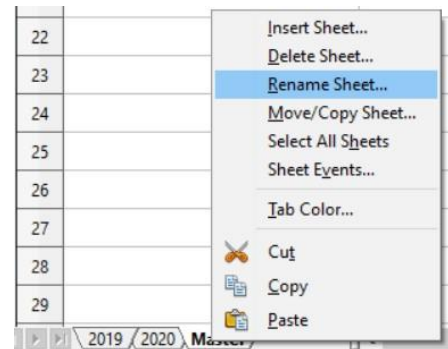 Insert Sheet...
22
Delete Sheet...
23
Rename Sheet...
24
Move/Copy Sheet...
Select All Sheets
25
Sheet Events...
26
Tab Color...
27
Cut
28
Copy
29
Paste
2019 2020 Master